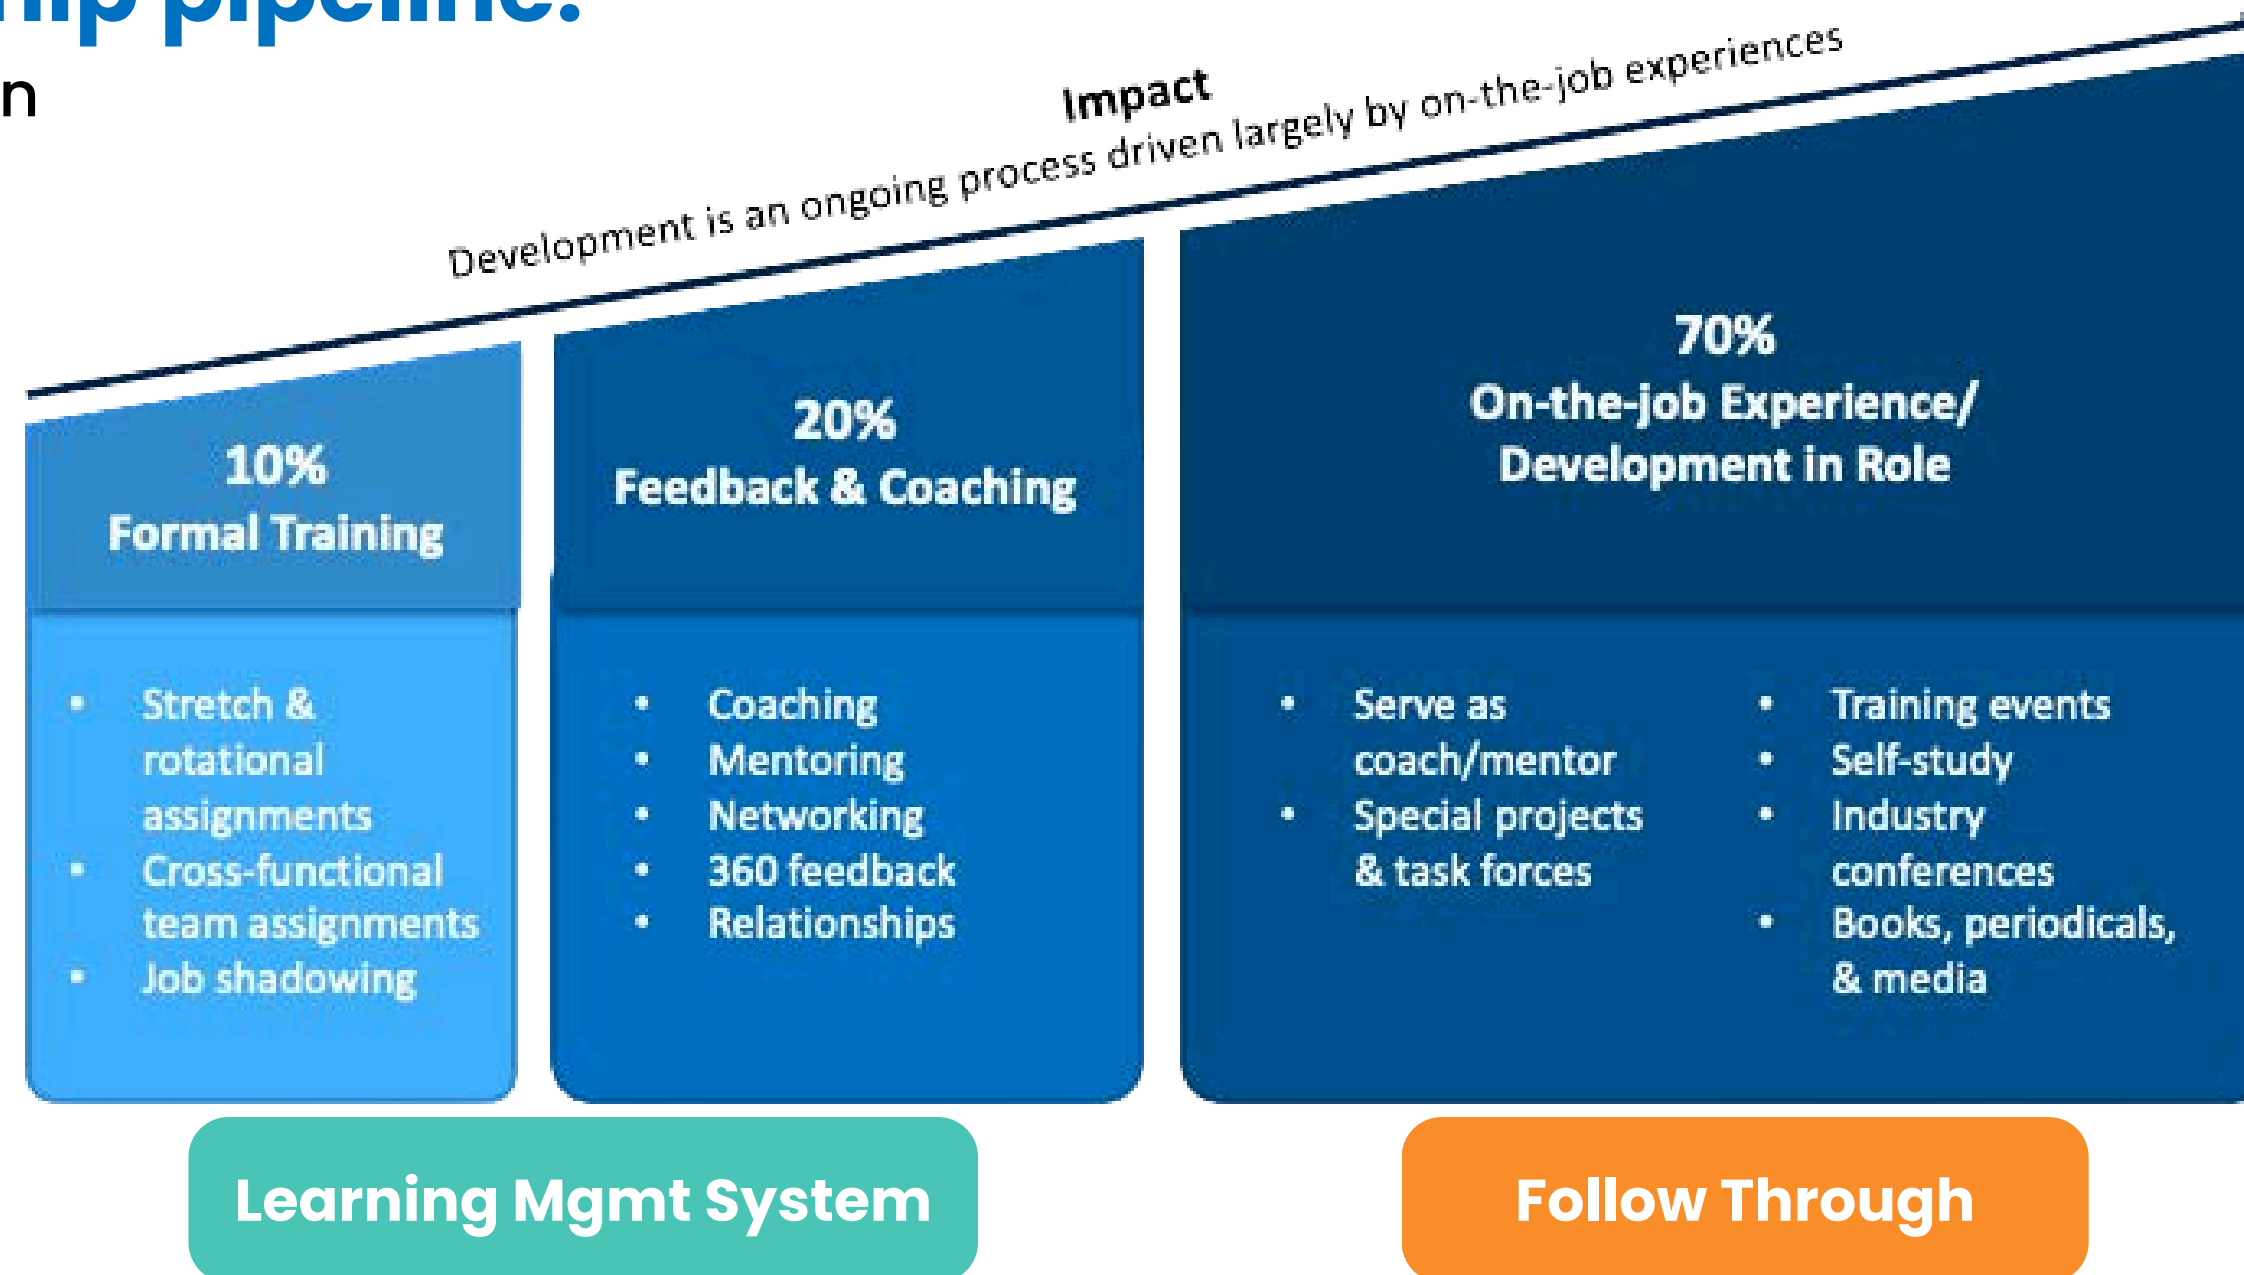 hip pipeline.
n
Impact
Development is an ongoing process driven largely by on-the-job experiences
10%
Formal Training
• Stretch &
rotational
assignments
• Cross-functional
team assignments
• Job shadowing
20%
Feedback & Coaching
• Coaching
• Mentoring
• Networking
• 360 feedback
• Relationships
70%
On-the-job Experience/
Development in Role
• Serve as
coach/mentor
• Special projects
& task forces
• Training events
• Self-study
• Industry
conferences
• Books, periodicals,
& media
Learning Mgmt System
Follow Through